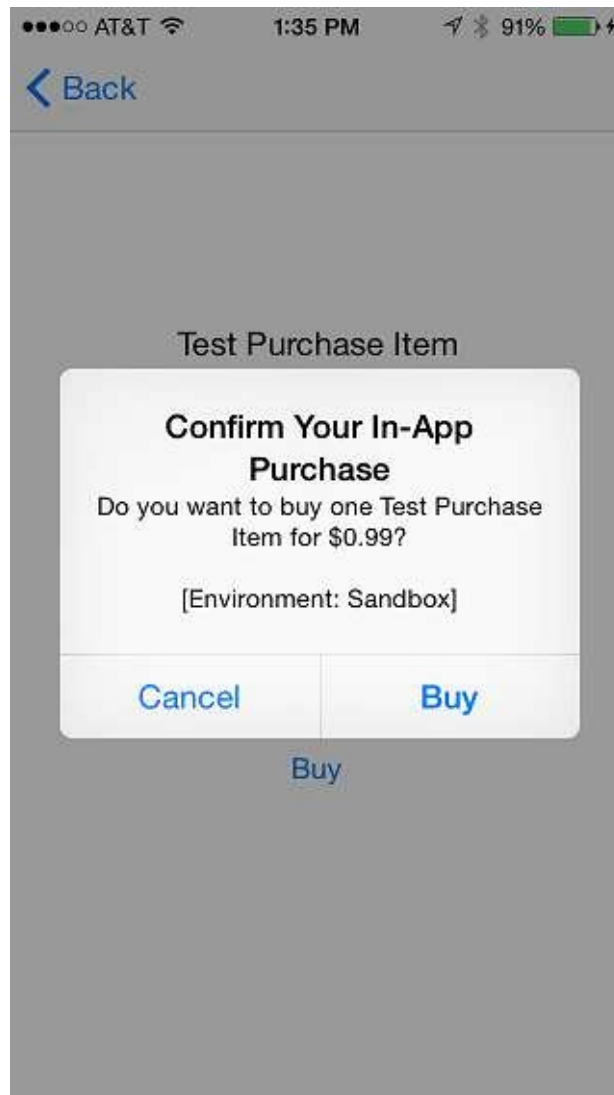 AT&T 1:35 PM 91%
Back
Test Purchase Item
Confirm Your In-App
Purchase
Do you want to buy one Test Purchase
Item for $0.99?
[Environment: Sandbox]
Cancel Buy
Buy